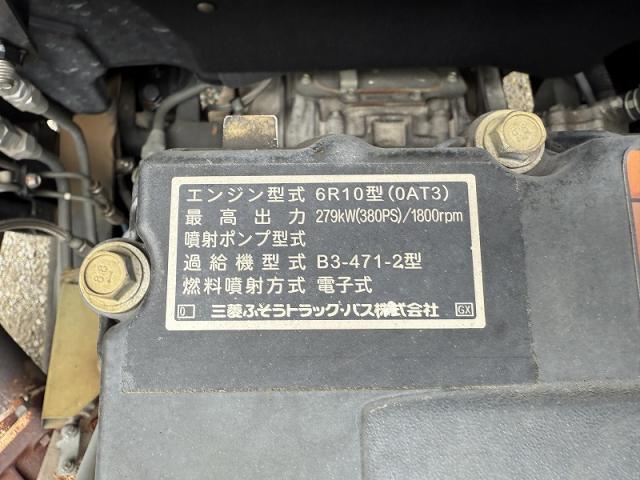 エンジン型式 6R10型(0AT3)
最高出力 279kW(380PS)/1800rpm
噴射ポンプ型式
過給機型式 B3-471-2型
燃料噴射方式 電子式
0 三菱ふそうトラック・バス株式会社 GX